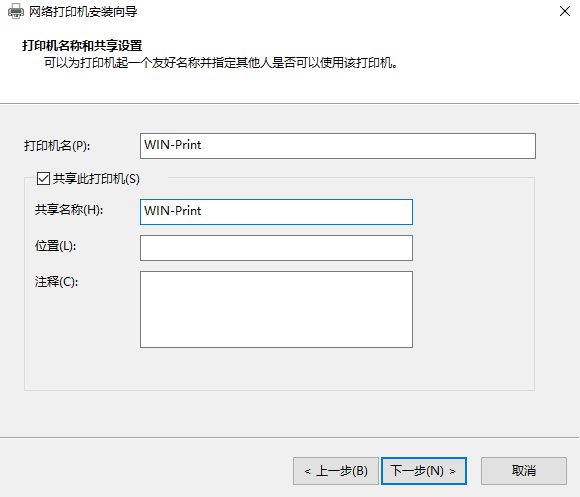 网络打印机安装向导
打印机名称和共享设置
可以为打印机起一个友好名称并指定其他人是否可以使用该打印机。
打印机名(P): WIN-Print
共享此打印机(S)
共享名称(H): WIN-Print
位置(L):
注释(C):
< 上一步(B) 下一步(N) > 取消